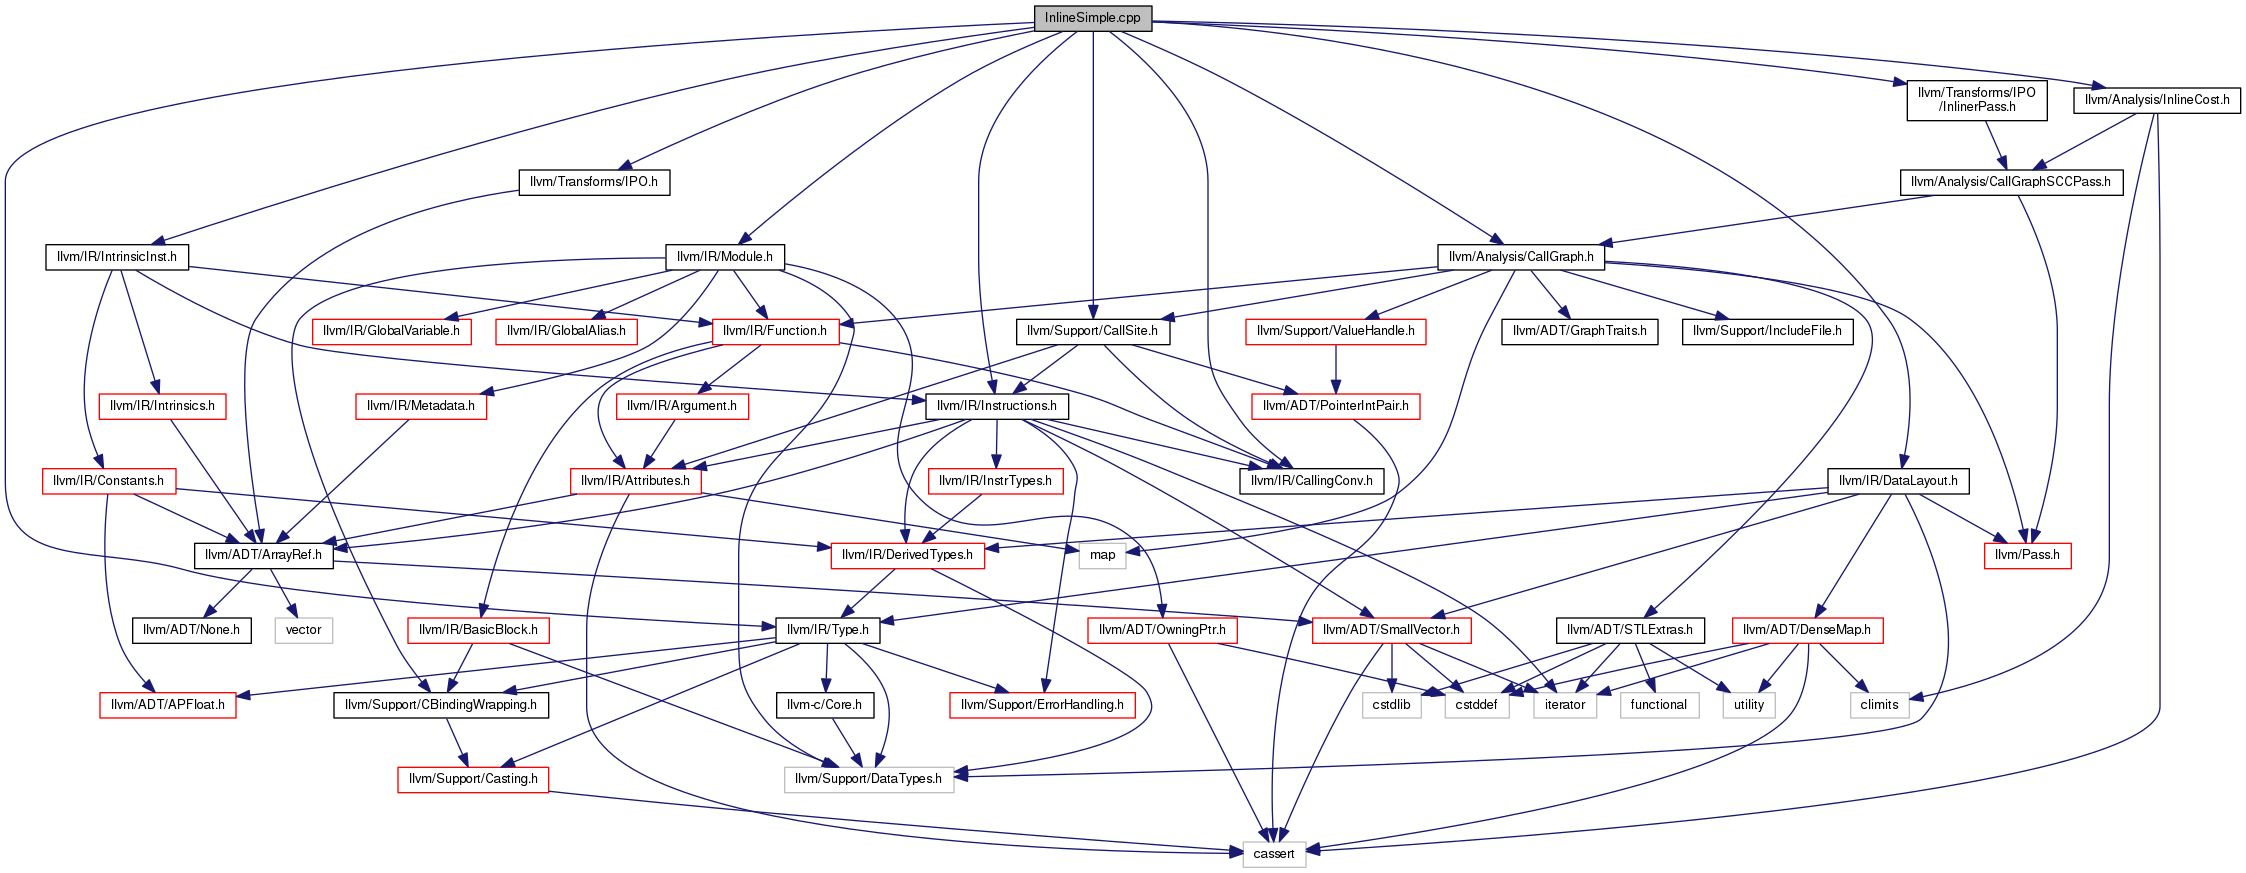 InlineSimple.cpp
llvm/Transforms/IPO
/InlinerPass.h
llvm/Analysis/InlineCost.h
llvm/Transforms/IPO.h
llvm/Analysis/CallGraphSCCPass.h
llvm/IR/IntrinsicInst.h
llvm/IR/Module.h
llvm/Analysis/CallGraph.h
llvm/IR/GlobalVariable.h
llvm/IR/GlobalAlias.h
llvm/IR/Function.h
llvm/Support/CallSite.h
llvm/Support/ValueHandle.h
llvm/ADT/GraphTraits.h
llvm/Support/IncludeFile.h
llvm/IR/Intrinsics.h
llvm/IR/Metadata.h
llvm/IR/Argument.h
llvm/IR/Instructions.h
llvm/ADT/PointerIntPair.h
llvm/IR/Constants.h
llvm/IR/Attributes.h
llvm/IR/InstrTypes.h
llvm/IR/CallingConv.h
llvm/IR/DataLayout.h
llvm/ADT/ArrayRef.h
llvm/IR/DerivedTypes.h
map
llvm/Pass.h
llvm/ADT/None.h
vector
llvm/IR/BasicBlock.h
llvm/IR/Type.h
llvm/ADT/OwningPtr.h
llvm/ADT/SmallVector.h
llvm/ADT/STLExtras.h
llvm/ADT/DenseMap.h
llvm/ADT/APFloat.h
llvm/Support/CBindingWrapping.h
llvm-c/Core.h
llvm/Support/ErrorHandling.h
cstdlib
cstddef
iterator
functional
utility
climits
llvm/Support/Casting.h
llvm/Support/DataTypes.h
cassert